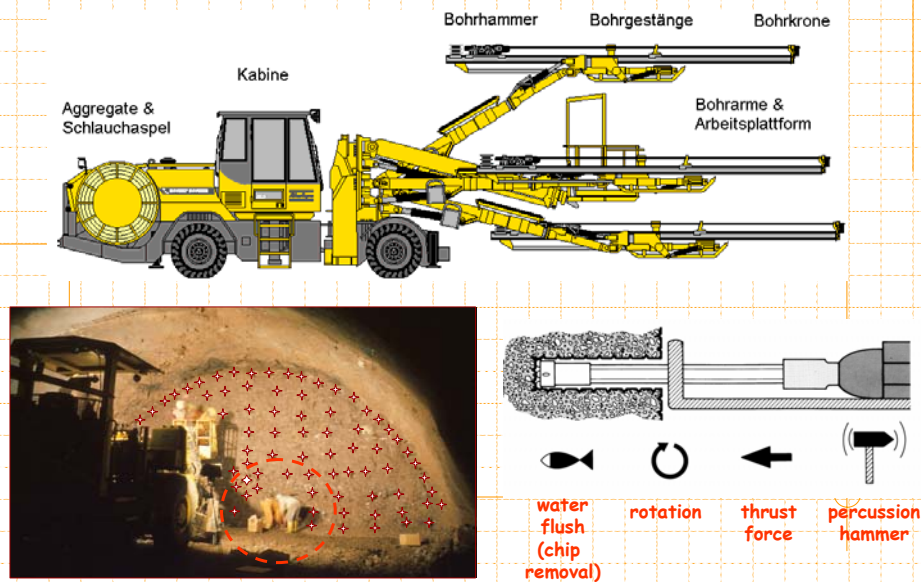 Bohrhammer
Bohrgestänge
Bohrkrone
Kabine
Aggregate &
Schlauchaspel
Bohrarme &
Arbeitsplattform
water
flush
(chip
removal)
rotation
thrust
force
percussion
hammer